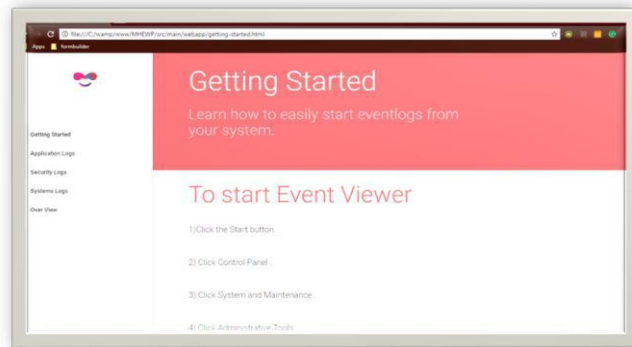 file:///C:/wamp/www/MHEWF/src/main/webapp/getting-started.html
Apps formbuilder
Getting Started
Learn how to easily start eventlogs from
your system.
Getting Started
Application Logs
Security Logs
Systems Logs
Over View
To start Event Viewer
1)Click the Start button.
2) Click Control Panel.
3) Click System and Maintenance.
4) Click Administrative Tools.